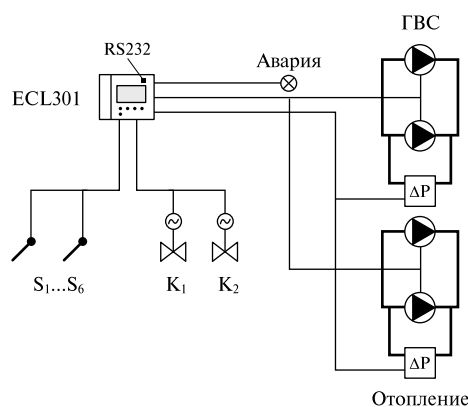 ГВС
RS232
Авария
ECL301
ΔP
S₁...S₆
K₁
K₂
ΔP
Отопление